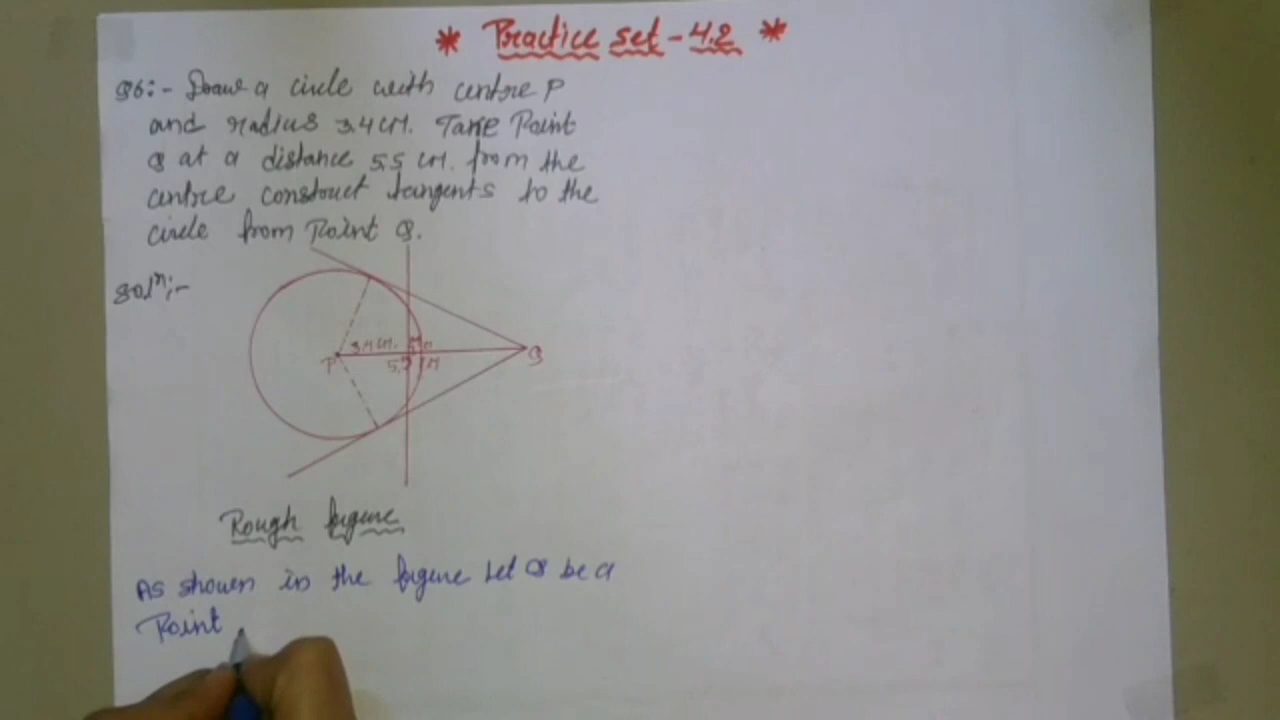 * Practice set - 4.2 *
Q6:- Draw a circle with centre P
and radius 3.4 cm. Take Point
Q at a distance 5.5 cm. from the
centre construct tangents to the
circle from Point Q.
Solⁿ:-
3.4 cm.
P
5.5 cm
Q
Rough figure
As shown in the figure Let Q be a
Point